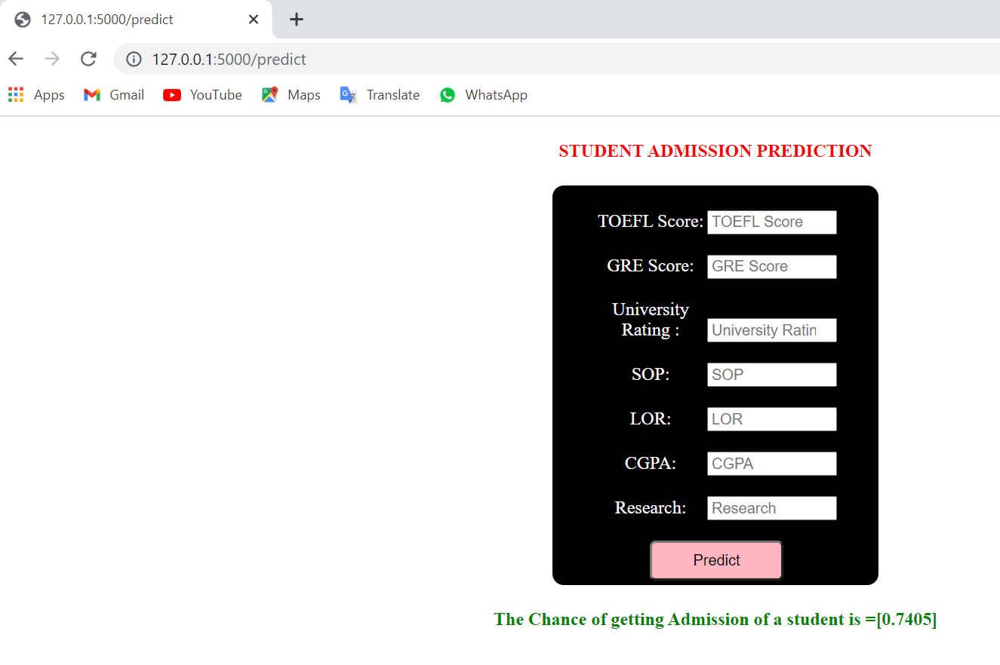 127.0.0.1:5000/predict
127.0.0.1:5000/predict
Apps Gmail YouTube Maps Translate WhatsApp
STUDENT ADMISSION PREDICTION
TOEFL Score: TOEFL Score
GRE Score: GRE Score
University
Rating : University Ratin
SOP: SOP
LOR: LOR
CGPA: CGPA
Research: Research
Predict
The Chance of getting Admission of a student is =[0.7405]